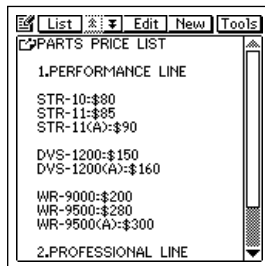 List Edit New Tools
PARTS PRICE LIST
1.PERFORMANCE LINE
STR-10:$80
STR-11:$85
STR-11(A):$90
DVS-1200:$150
DVS-1200(A):$160
WR-9000:$200
WR-9500:$280
WR-9500(A):$300
2.PROFESSIONAL LINE